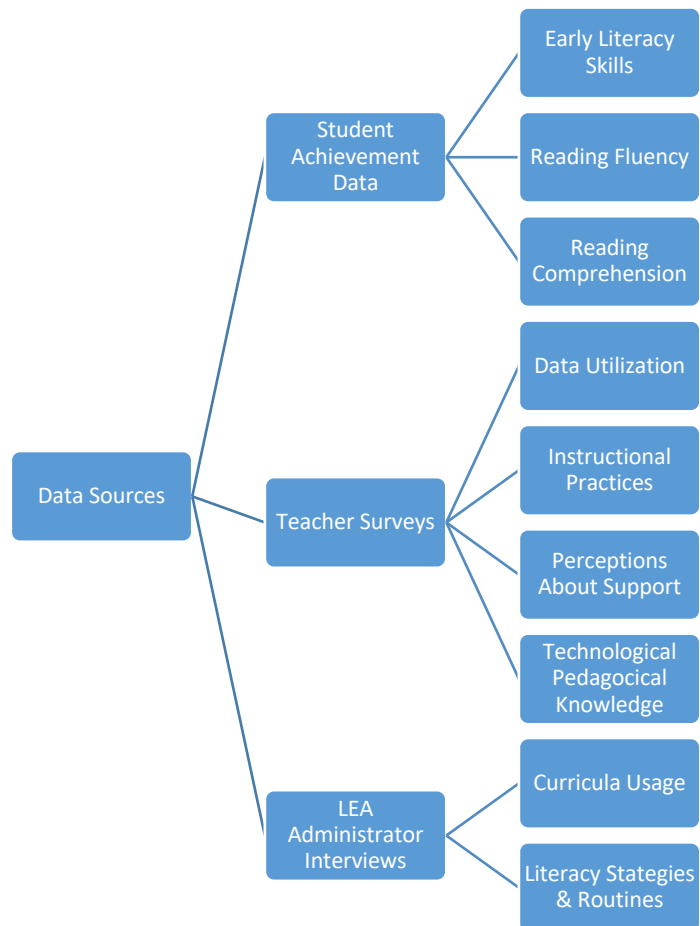 Data Sources
Student
Achievement
Data
Early Literacy
Skills
Reading Fluency
Reading
Comprehension
Teacher Surveys
Data Utilization
Instructional
Practices
Perceptions
About Support
Technological
Pedagocical
Knowledge
LEA
Administrator
Interviews
Curricula Usage
Literacy Stategies
& Routines